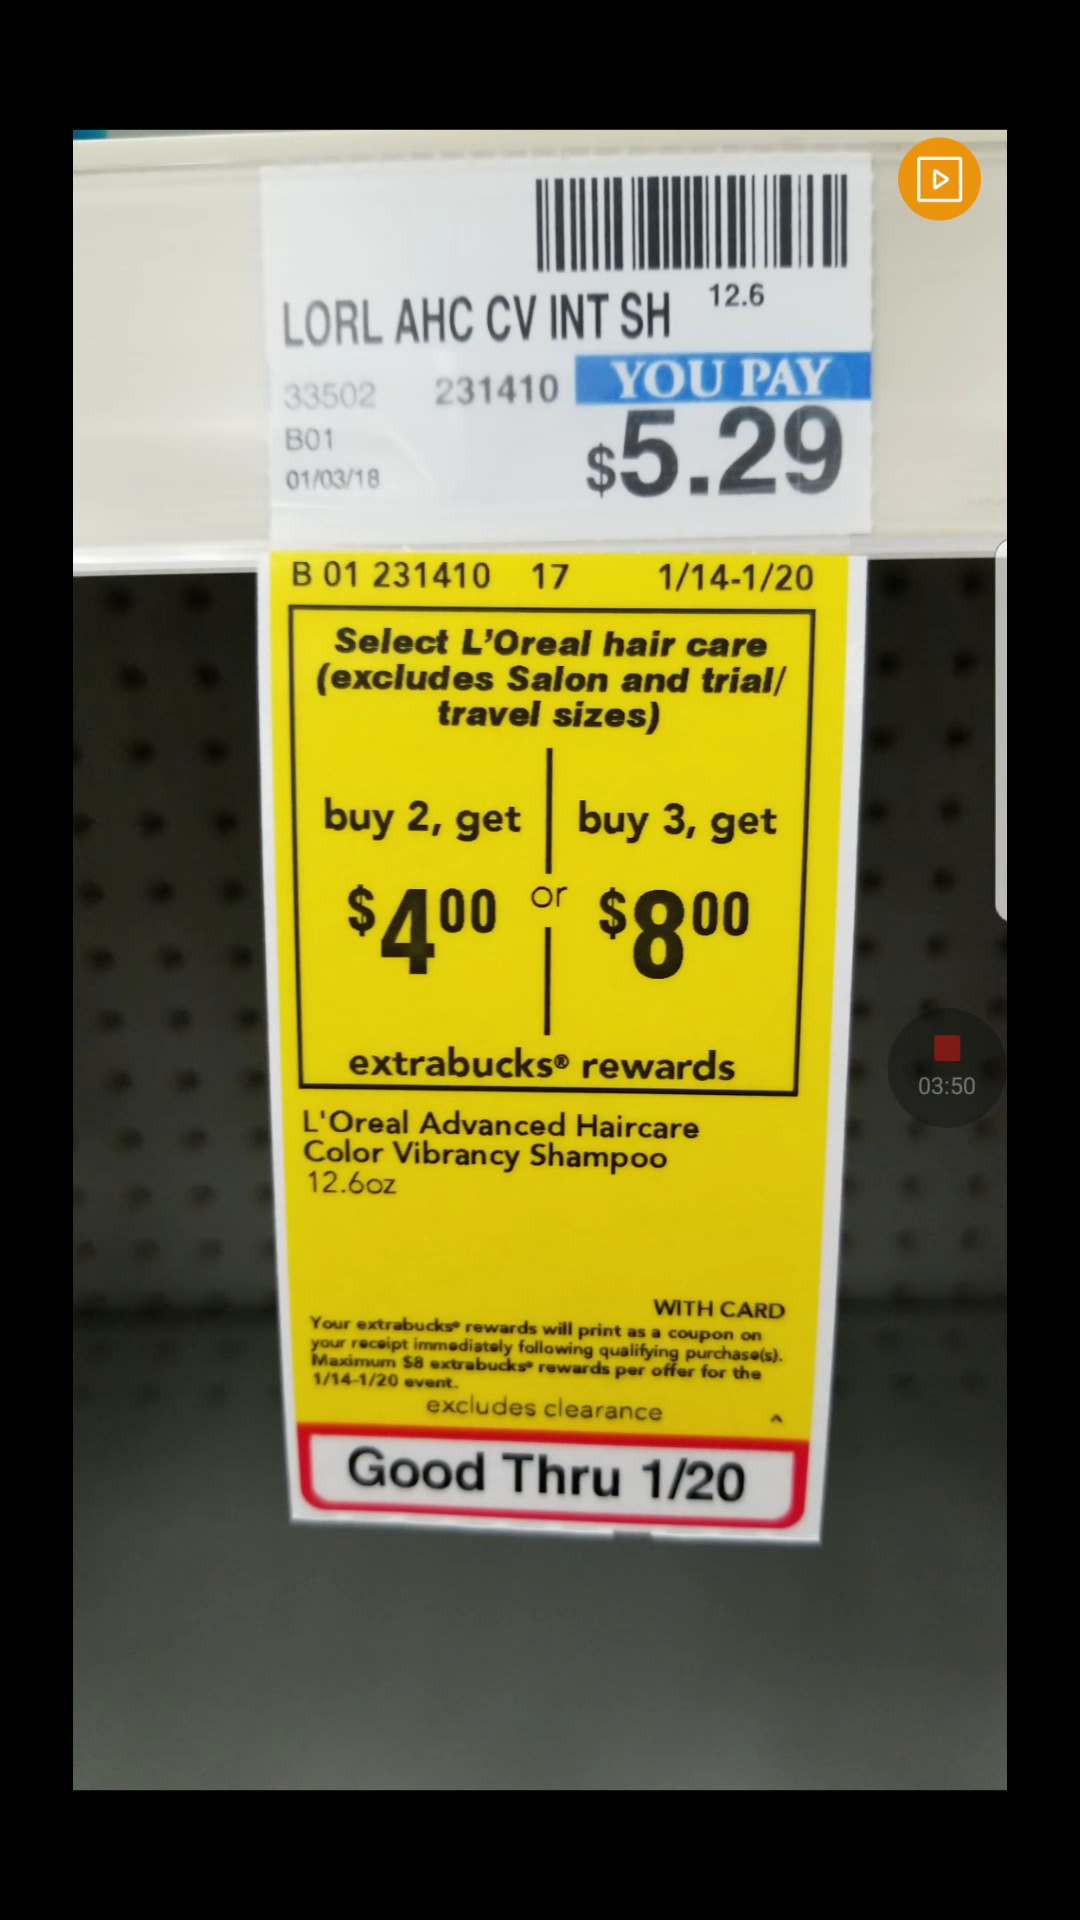 LORL AHC CV INT SH 12.6
33502 231410 YOU PAY
B01
$5.29
01/03/18
B 01 231410 17 1/14-1/20
Select L'Oreal hair care
(excludes Salon and trial/
travel sizes)
buy 2, get
$400
or
buy 3, get
$800
extrabucks® rewards
L'Oreal Advanced Haircare
Color Vibrancy Shampoo
12.6oz
WITH CARD
Your extrabucks® rewards will print as a coupon on
your receipt immediately following qualifying purchase(s).
Maximum $8 extrabucks® rewards per offer for the
1/14-1/20 event.
excludes clearance ^
Good Thru 1/20
03:50